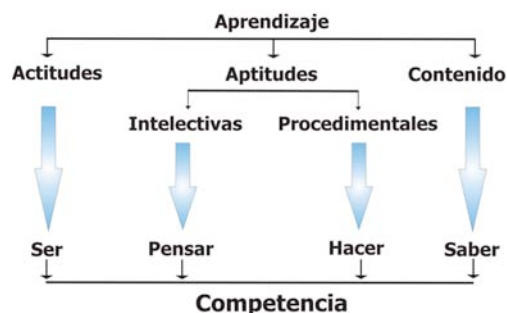 Aprendizaje
Actitudes Aptitudes Contenido
Intelectivas Procedimentales
Ser Pensar Hacer Saber
Competencia